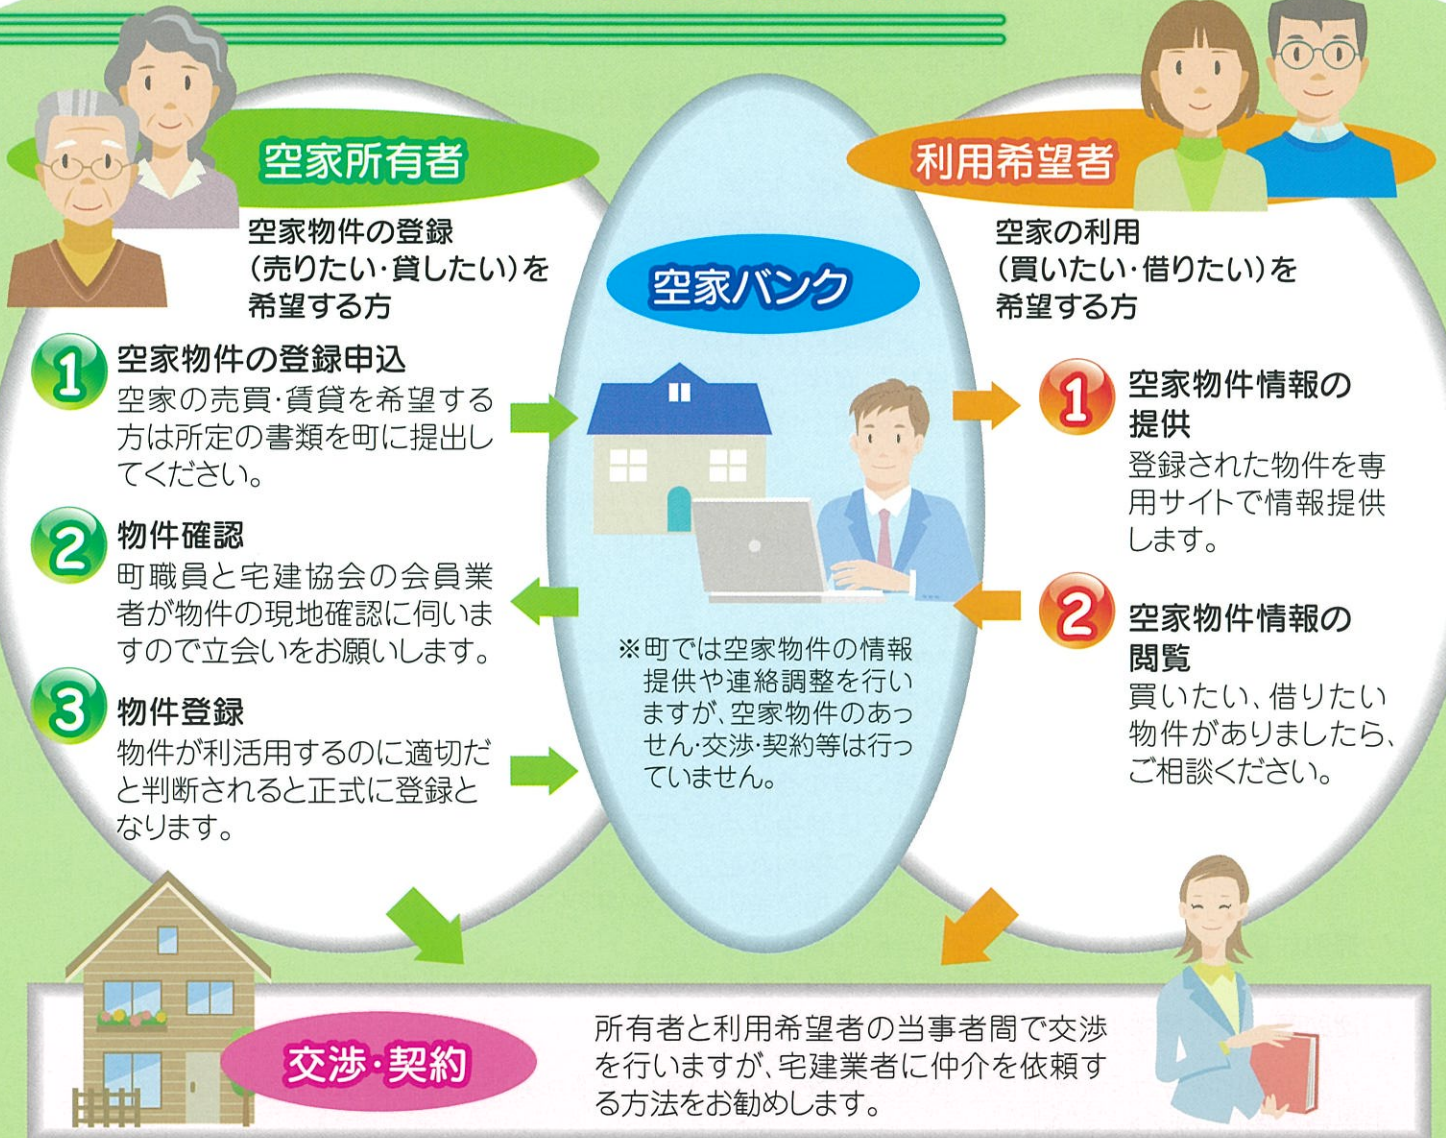 空家所有者
空家物件の登録
（売りたい・貸したい）を
希望する方
1 空家物件の登録申込
空家の売買・賃貸を希望する
方は所定の書類を町に提出し
てください。
2 物件確認
町職員と宅建協会の会員業
者が物件の現地確認に伺いま
すので立会いをお願いします。
3 物件登録
物件が利活用するのに適切だ
と判断されると正式に登録と
なります。
空家バンク
※町では空家物件の情報
提供や連絡調整を行い
ますが、空家物件のあっ
せん・交渉・契約等は行っ
ていません。
利用希望者
空家の利用
（買いたい・借りたい）を
希望する方
1 空家物件情報の
提供
登録された物件を専
用サイトで情報提供
します。
2 空家物件情報の
閲覧
買いたい、借りたい
物件がありましたら、
ご相談ください。
交渉・契約
所有者と利用希望者の当事者間で交渉
を行いますが、宅建業者に仲介を依頼す
る方法をお勧めします。